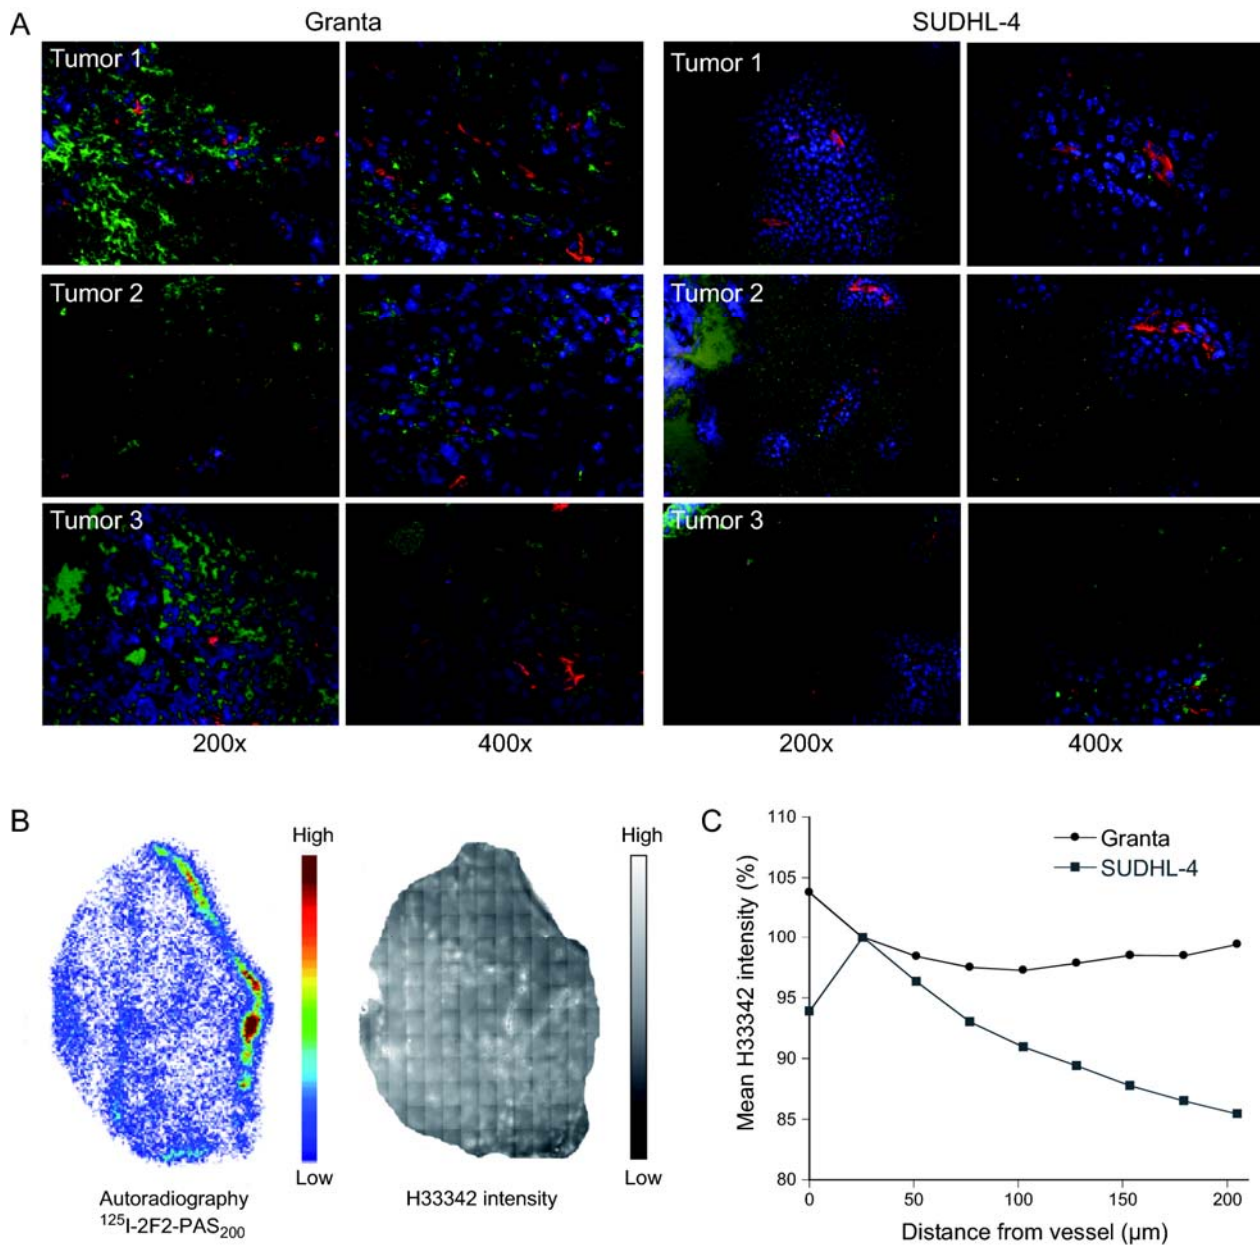 A
Granta
SUDHL-4
Tumor 1
Tumor 1
Tumor 2
Tumor 2
Tumor 3
Tumor 3
200x
400x
200x
400x
B
High
Low
Autoradiography
¹²⁵I-2F2-PAS₂₀₀
High
Low
H33342 intensity
C
Granta
SUDHL-4
Mean H33342 intensity (%)
110
105
100
95
90
85
80
0
50
100
150
200
Distance from vessel (µm)